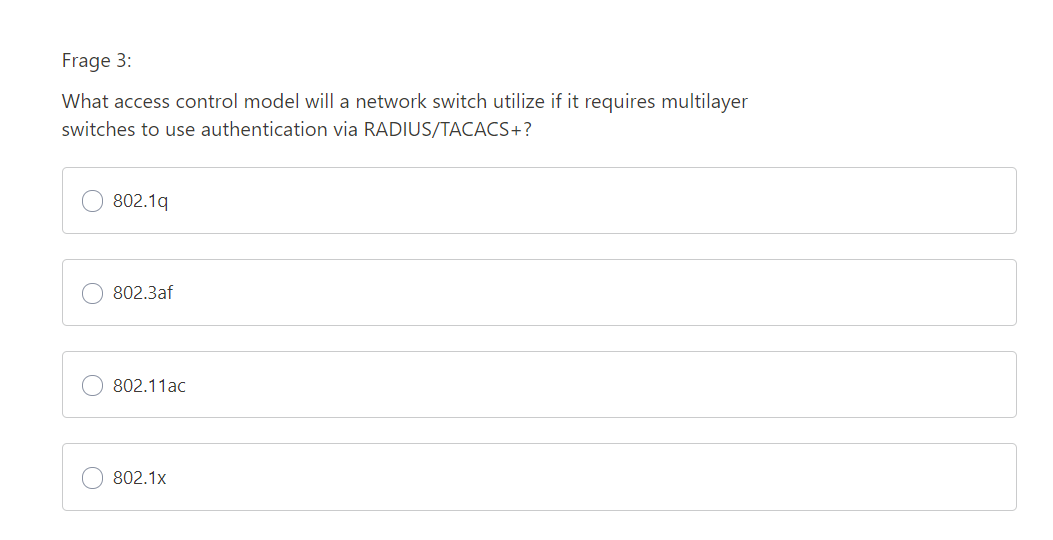 Frage 3:
What access control model will a network switch utilize if it requires multilayer
switches to use authentication via RADIUS/TACACS+?
802.1q
802.3af
802.11ac
802.1x